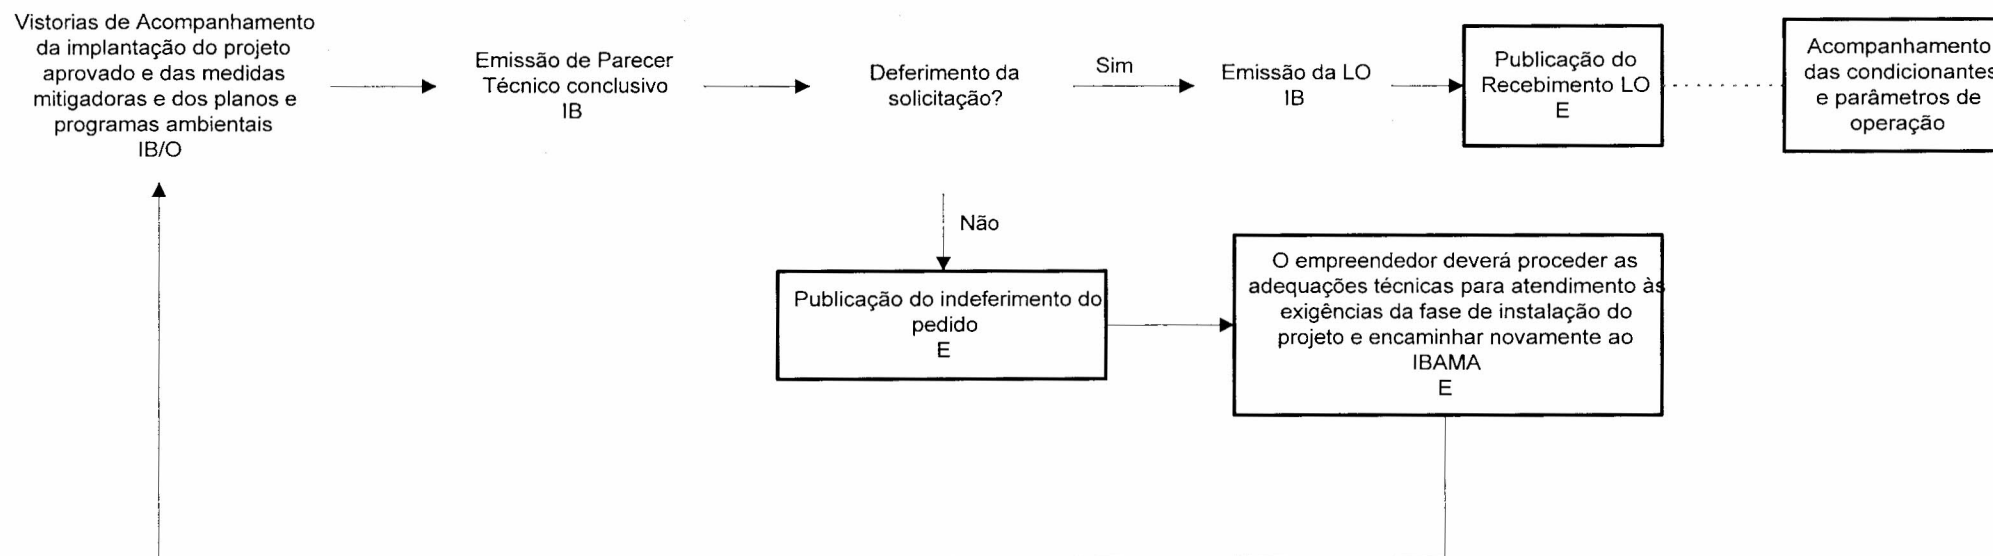 Vistorias de Acompanhamento
da implantação do projeto
aprovado e das medidas
mitigadoras e dos planos e
programas ambientais
IB/O
Emissão de Parecer
Técnico conclusivo
IB
Deferimento da
solicitação?
Sim
Emissão da LO
IB
Publicação do
Recebimento LO
E
Acompanhamento
das condicionantes
e parâmetros de
operação
Não
Publicação do indeferimento do
pedido
E
O empreendedor deverá proceder as
adequações técnicas para atendimento às
exigências da fase de instalação do
projeto e encaminhar novamente ao
IBAMA
E